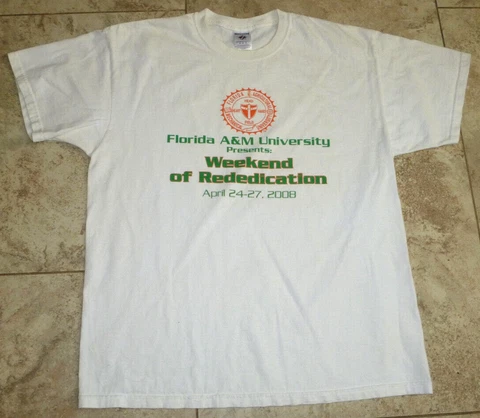 Florida A&M University
Presents:
Weekend
of Rededication
April 24-27, 2008